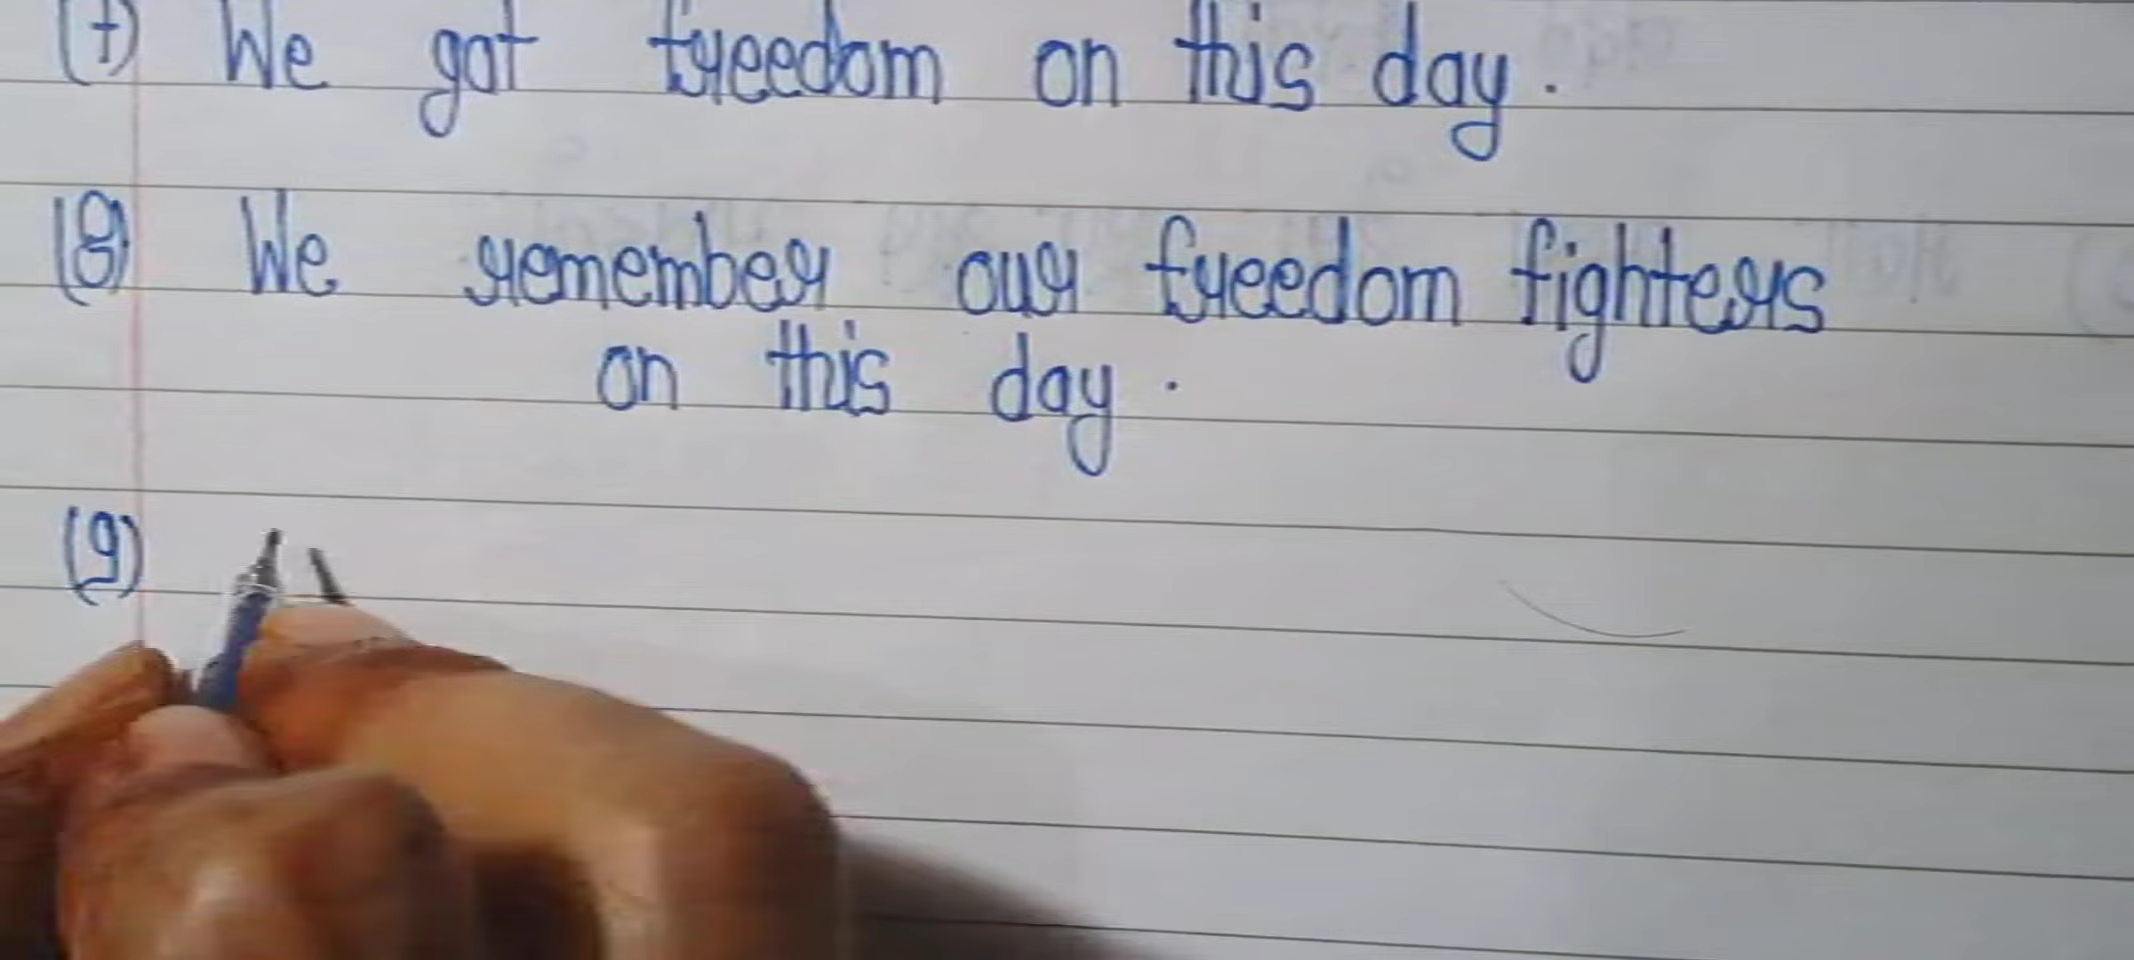 (7) We got freedom on this day.
(8) We remember our freedom fighters
on this day.
(9)